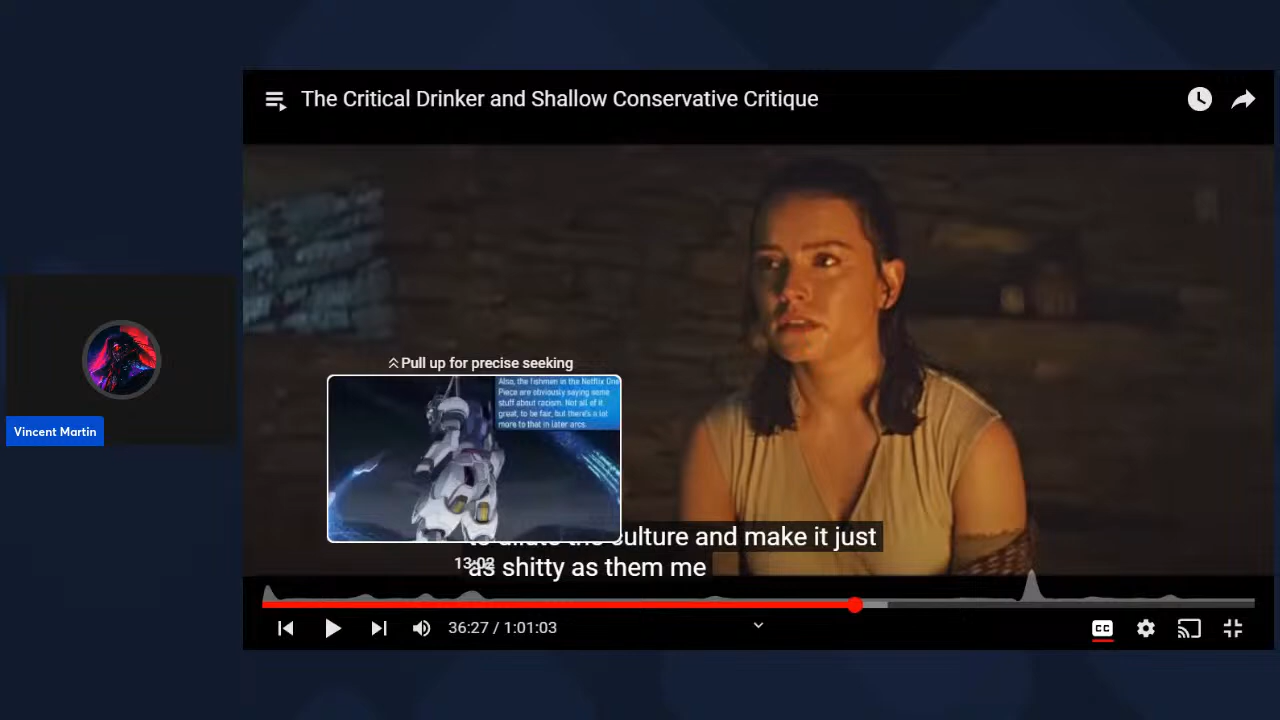 The Critical Drinker and Shallow Conservative Critique
Pull up for precise seeking
Also, the fishmen in the Netflix One
Piece are obviously saying some
stuff about racism. Not all of it
great, to be fair, but there's a lot
more to that in later arcs.
Vincent Martin
the culture and make it just
13:02
as shitty as them me
36:27 / 1:01:03
CC